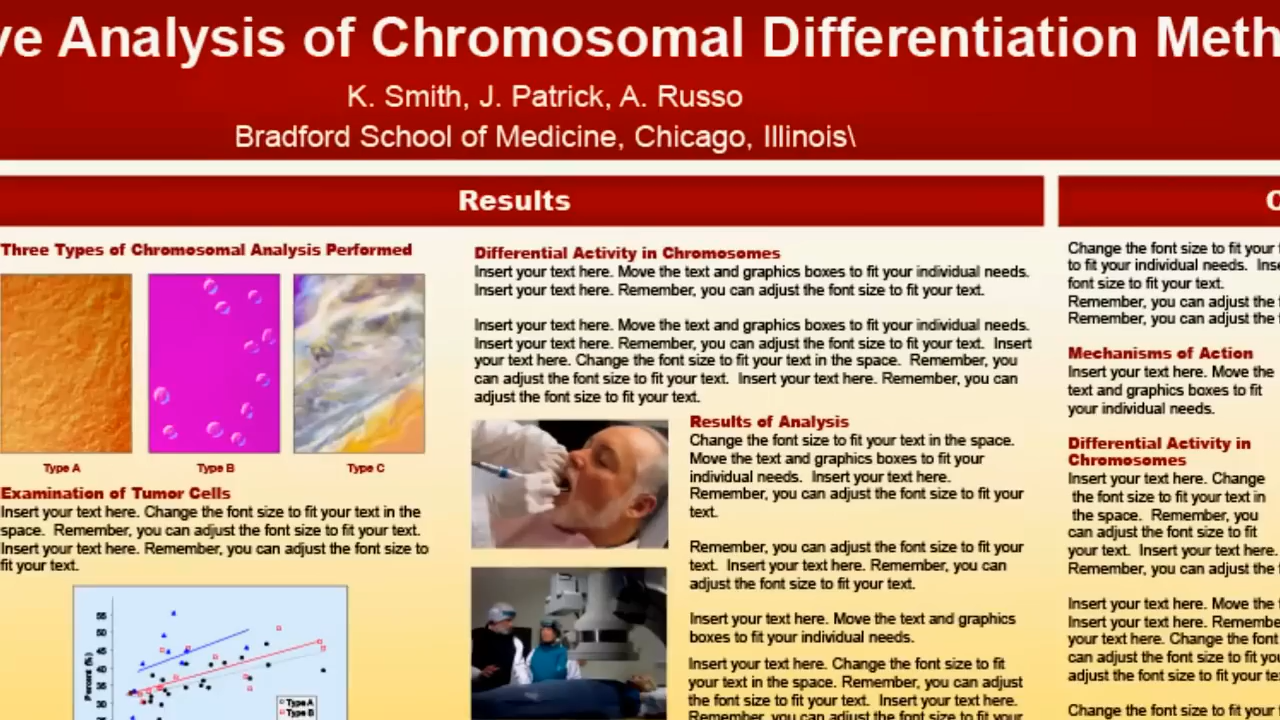 ve Analysis of Chromosomal Differentiation Meth
K. Smith, J. Patrick, A. Russo
Bradford School of Medicine, Chicago, Illinois\
Results
Three Types of Chromosomal Analysis Performed
Type A
Type B
Type C
Examination of Tumor Cells
Insert your text here. Change the font size to fit your text in the
space.  Remember, you can adjust the font size to fit your text.
Insert your text here. Remember, you can adjust the font size to
fit your text.
Percent (%)
55
50
45
40
35
30
Type A
Type B
Differential Activity in Chromosomes
Insert your text here. Move the text and graphics boxes to fit your individual needs.
Insert your text here. Remember, you can adjust the font size to fit your text.
Insert your text here. Move the text and graphics boxes to fit your individual needs.
Insert your text here. Remember, you can adjust the font size to fit your text.  Insert
your text here. Change the font size to fit your text in the space.  Remember, you
can adjust the font size to fit your text.  Insert your text here. Remember, you can
adjust the font size to fit your text.
Results of Analysis
Change the font size to fit your text in the space.
Move the text and graphics boxes to fit your
individual needs.  Insert your text here.
Remember, you can adjust the font size to fit your
text.
Remember, you can adjust the font size to fit your
text.  Insert your text here. Remember, you can
adjust the font size to fit your text.
Insert your text here. Move the text and graphics
boxes to fit your individual needs.
Insert your text here. Change the font size to fit
your text in the space. Remember, you can adjust
the font size to fit your text.  Insert your text here.
Remember, you can adjust the font size to fit your
C
Change the font size to fit your
to fit your individual needs.
font size to fit your text.
Remember, you can adjust the
Remember, you can adjust the
Mechanisms of Action
Insert your text here. Move the
text and graphics boxes to fit
your individual needs.
Differential Activity in
Chromosomes
Insert your text here. Change
the font size to fit your text in
the space.  Remember, you
can adjust the font size to fit
your text.  Insert your text here.
Remember, you can adjust the
Insert your text here. Move the
Insert your text here.
your text here. Change the font
can adjust the font size to fit
adjust the font size to fit your
Change the font size to fit your